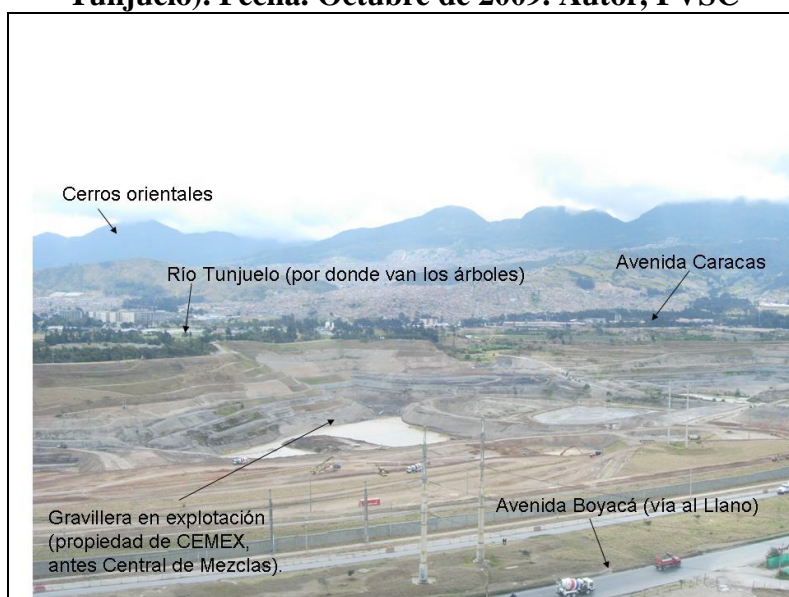 Tunjuelo). Fecha: Octubre de 2009. Autor,
Cerros orientales
Río Tunjuelo (por donde van los árboles)
Avenida Caracas
Gravillera en explotación
(propiedad de CEMEX,
antes Central de Mezclas).
Avenida Boyacá (vía al Llano)